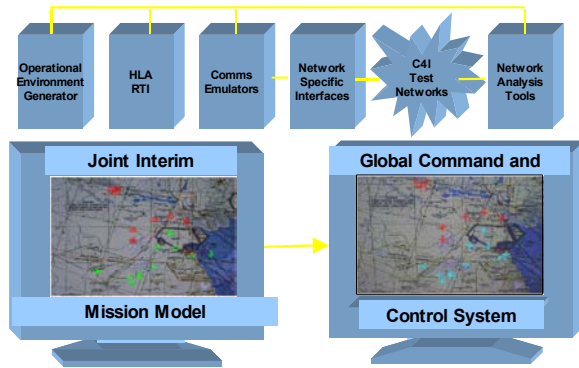 Operational
Environment
Generator
HLA
RTI
Comms
Emulators
Network
Specific
Interfaces
C4I
Test
Networks
Network
Analysis
Tools
Joint Interim
Mission Model
Global Command and
Control System